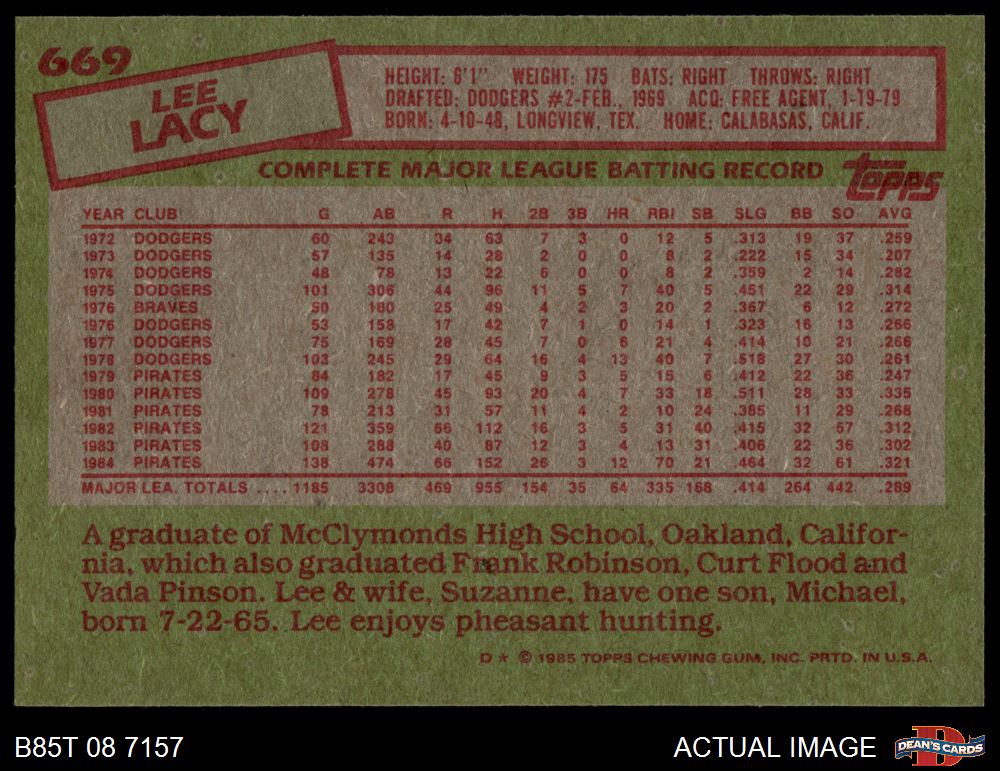 669
LEE
LACY
HEIGHT: 6'1" WEIGHT: 175 BATS: RIGHT THROWS: RIGHT
DRAFTED: DODGERS #2-FEB., 1969 ACQ: FREE AGENT, 1-19-79
BORN: 4-10-48, LONGVIEW, TEX. HOME: CALABASAS, CALIF.
COMPLETE MAJOR LEAGUE BATTING RECORD
topps
YEAR CLUB G AB R H 2B 3B HR RBI SB SLG BB SO AVG
1972 DODGERS 60 243 34 63 7 3 0 12 5 .313 19 37 .259
1973 DODGERS 57 135 14 28 2 0 0 8 2 .222 15 34 .207
1974 DODGERS 48 78 13 22 6 0 0 8 2 .359 2 14 .282
1975 DODGERS 101 306 44 96 11 5 7 40 5 .451 22 29 .314
1976 BRAVES 50 180 25 49 4 2 3 20 2 .367 6 12 .272
1976 DODGERS 53 158 17 42 7 1 0 14 1 .323 16 13 .266
1977 DODGERS 75 169 28 45 7 0 6 21 4 .414 10 21 .266
1978 DODGERS 103 245 29 64 16 4 13 40 7 .518 27 30 .261
1979 PIRATES 84 182 17 45 9 3 5 15 6 .412 22 36 .247
1980 PIRATES 109 278 45 93 20 4 7 33 18 .511 28 33 .335
1981 PIRATES 78 213 31 57 11 4 2 10 24 .385 11 29 .268
1982 PIRATES 121 359 66 112 16 3 5 31 40 .415 32 57 .312
1983 PIRATES 108 288 40 87 12 3 4 13 31 .406 22 36 .302
1984 PIRATES 138 474 66 152 26 3 12 70 21 .464 32 61 .321
MAJOR LEA. TOTALS .... 1185 3308 469 955 154 35 64 335 168 .414 264 442 .289
A graduate of McClymonds High School, Oakland, Califor-
nia, which also graduated Frank Robinson, Curt Flood and
Vada Pinson. Lee & wife, Suzanne, have one son, Michael,
born 7-22-65. Lee enjoys pheasant hunting.
D * © 1985 TOPPS CHEWING GUM, INC. PRTD. IN U.S.A.
B85T 08 7157
ACTUAL IMAGE
DEAN'S CARDS